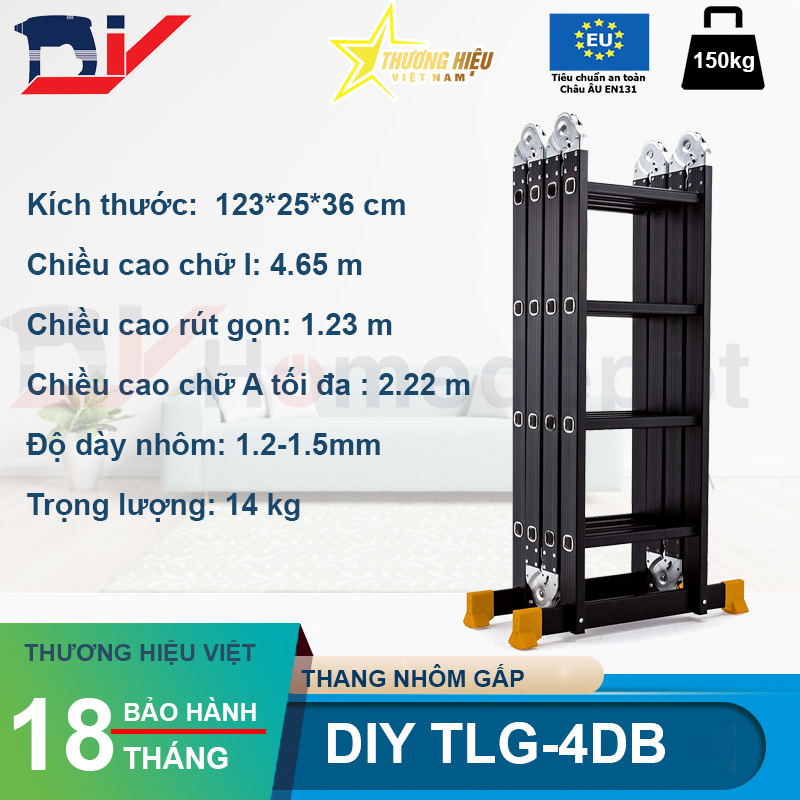 DIY
THƯƠNG HIỆU
VIỆT NAM
EU
Tiêu chuẩn an toàn
Châu ÂU EN131
150kg
Kích thước: 123*25*36 cm
Chiều cao chữ I: 4.65 m
Chiều cao rút gọn: 1.23 m
Chiều cao chữ A tối đa : 2.22 m
Độ dày nhôm: 1.2-1.5mm
Trọng lượng: 14 kg
DIY Homedepot
THƯƠNG HIỆU VIỆT
18 BẢO HÀNH
THÁNG
THANG NHÔM GẤP
DIY TLG-4DB